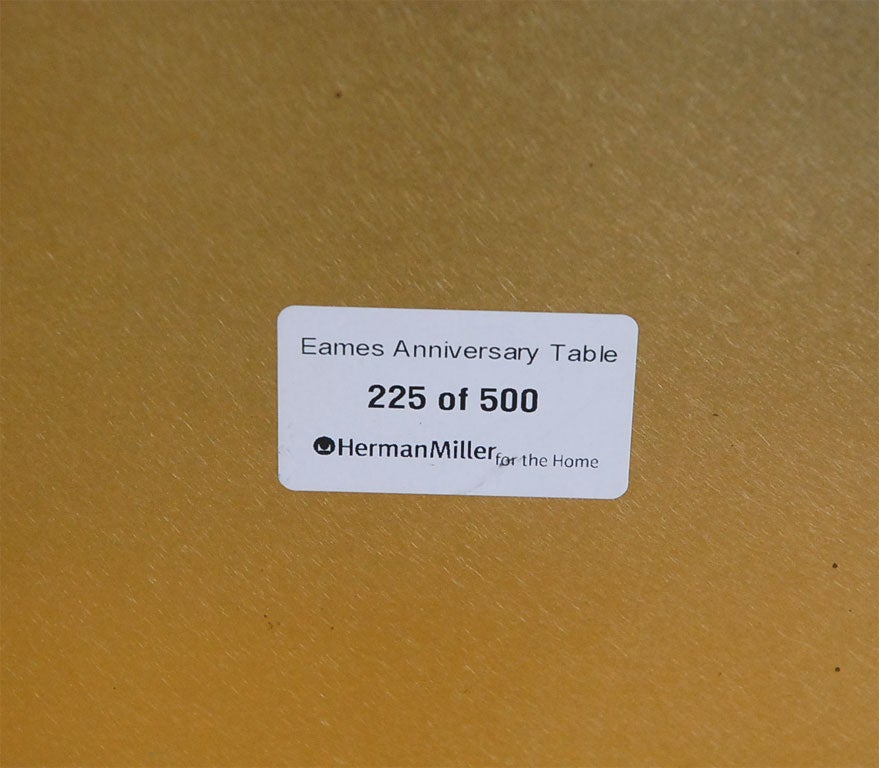 Eames Anniversary Table
225 of 500
HermanMiller for the Home